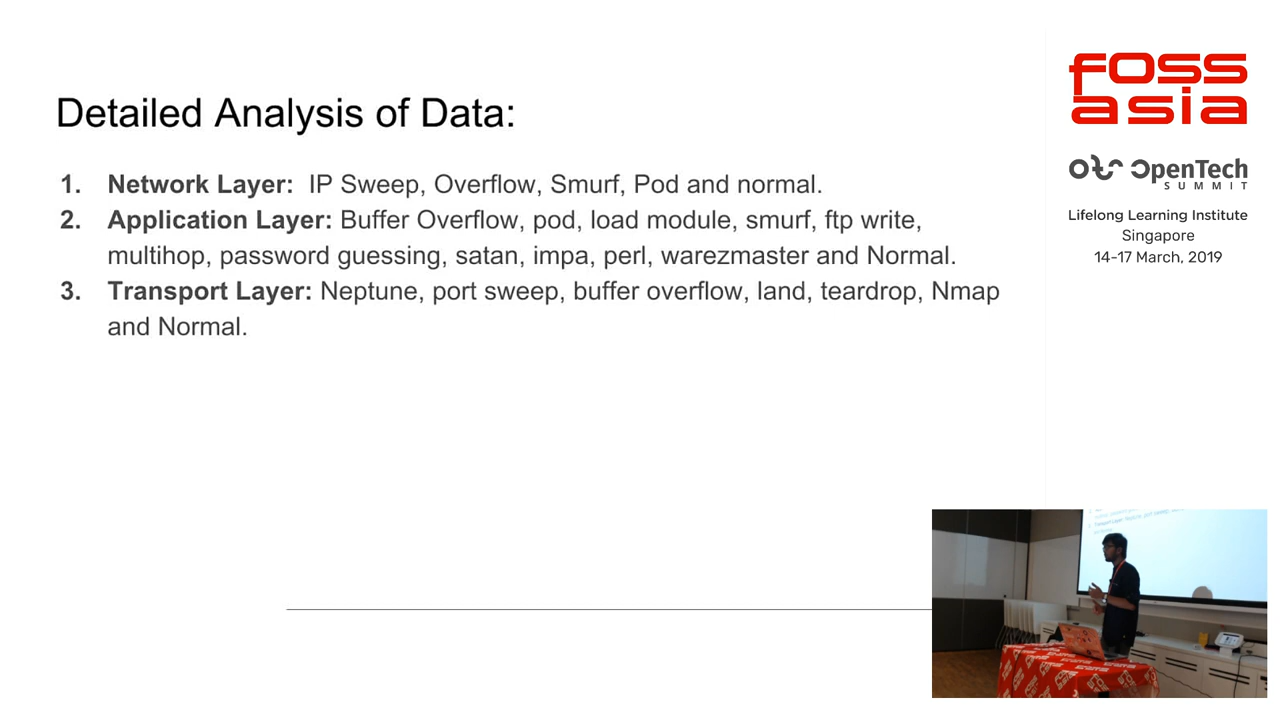 Detailed Analysis of Data:
1. Network Layer: IP Sweep, Overflow, Smurf, Pod and normal.
2. Application Layer: Buffer Overflow, pod, load module, smurf, ftp write,
multihop, password guessing, satan, impa, perl, warezmaster and Normal.
3. Transport Layer: Neptune, port sweep, buffer overflow, land, teardrop, Nmap
and Normal.
foss
asia
OpenTech
SUMMIT
Lifelong Learning Institute
Singapore
14-17 March, 2019